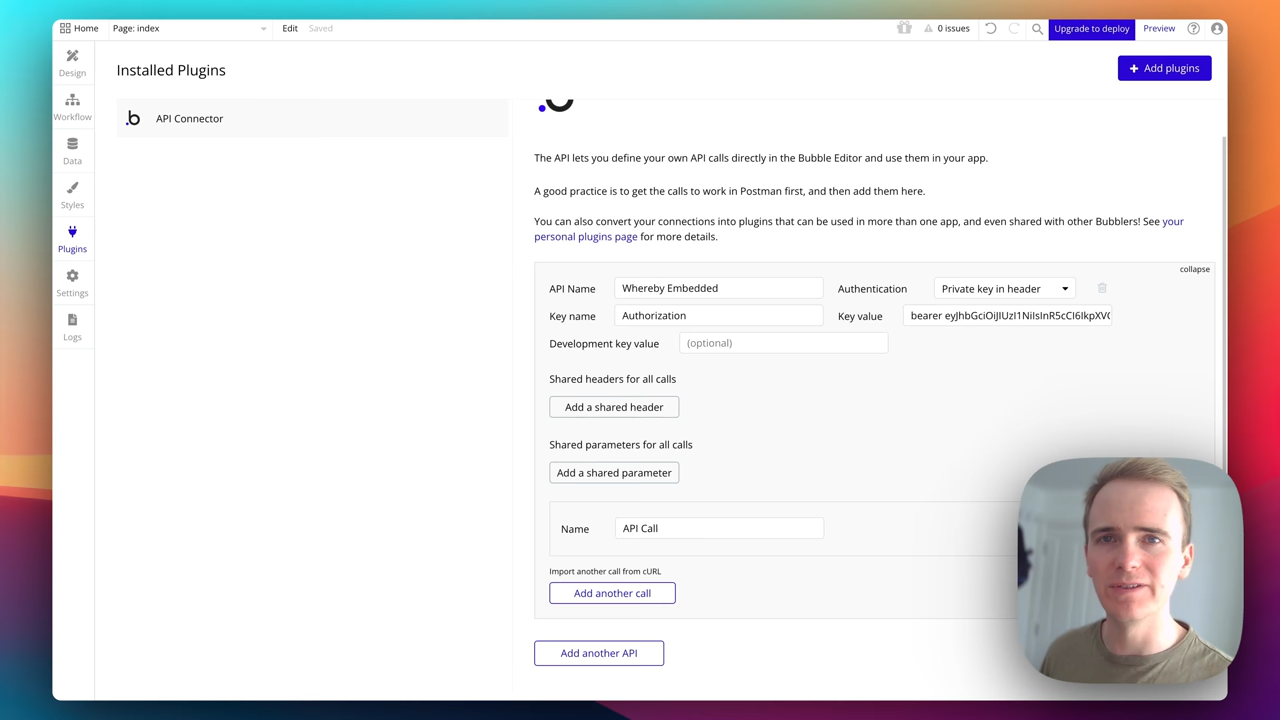 Home
Page: index
Edit
Saved
0 issues
Upgrade to deploy
Preview
Design
Workflow
Data
Styles
Plugins
Settings
Logs
Installed Plugins
+ Add plugins
.b
API Connector
The API lets you define your own API calls directly in the Bubble Editor and use them in your app.
A good practice is to get the calls to work in Postman first, and then add them here.
You can also convert your connections into plugins that can be used in more than one app, and even shared with other Bubblers! See your
personal plugins page for more details.
collapse
API Name
Whereby Embedded
Authentication
Private key in header
Key name
Authorization
Key value
bearer
Development key value
(optional)
Shared headers for all calls
Add a shared header
Shared parameters for all calls
Add a shared parameter
Name
API Call
Import another call from cURL
Add another call
Add another API